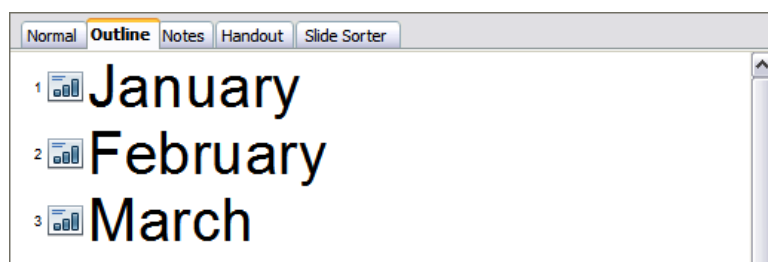 Normal Outline Notes Handout Slide Sorter
1 January
2 February
3 March